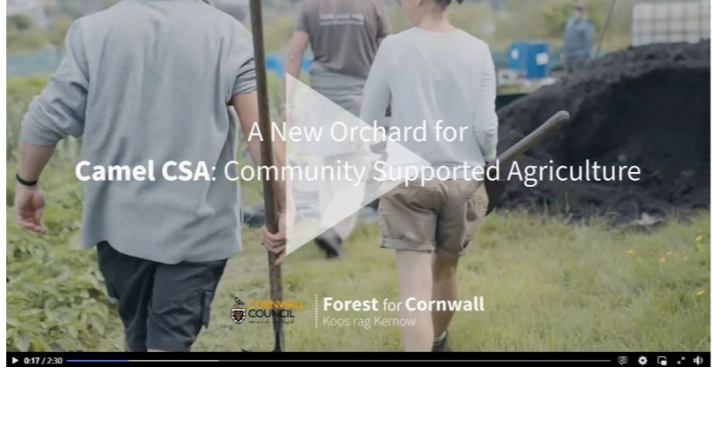 A New Orchard for
Camel CSA: Community Supported Agriculture
CORNWALL
COUNCIL
Forest for Cornwall
Koos rag Kernow
0:17 / 2:30